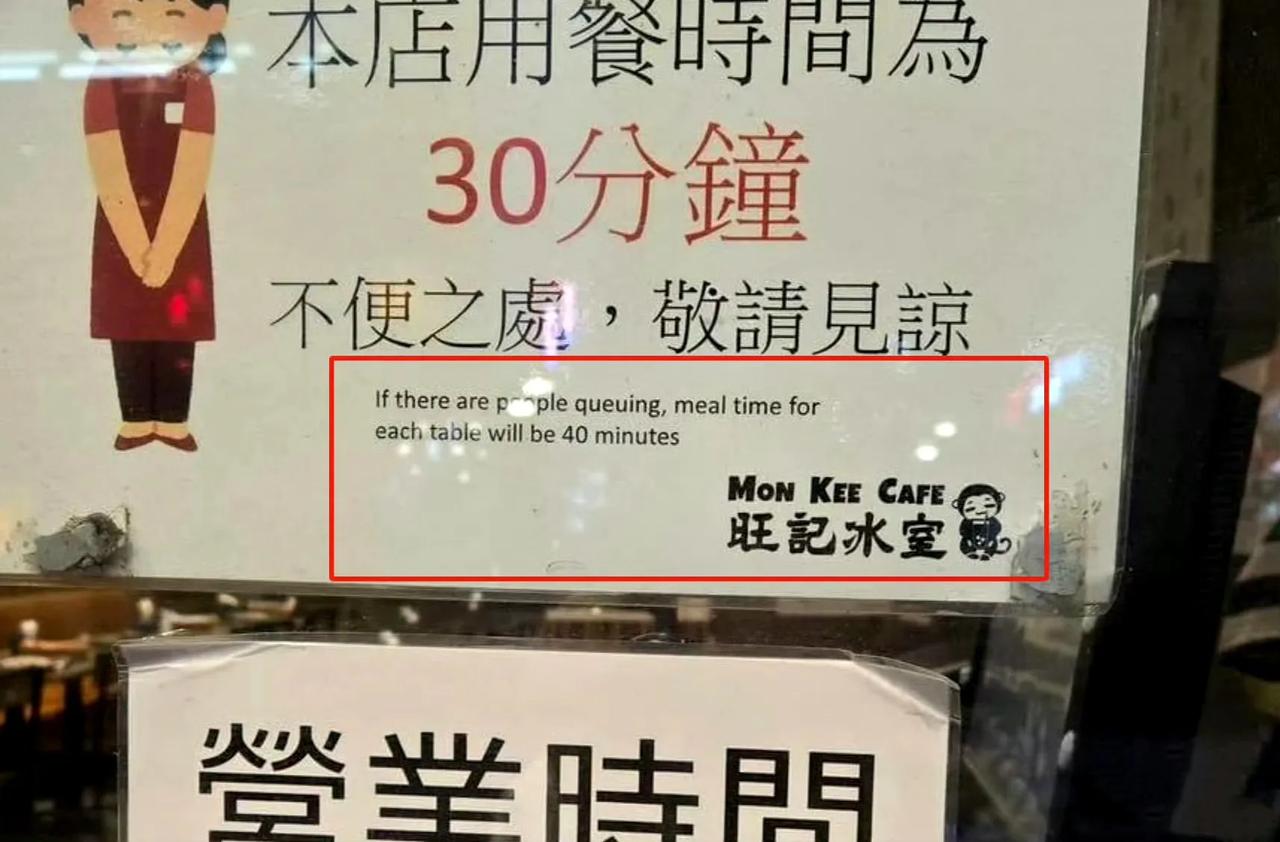 本店用餐時間為
30分鐘
不便之處，敬請見諒
If there are people queuing, meal time for
each table will be 40 minutes
MON KEE CAFE
旺記冰室
營業時間